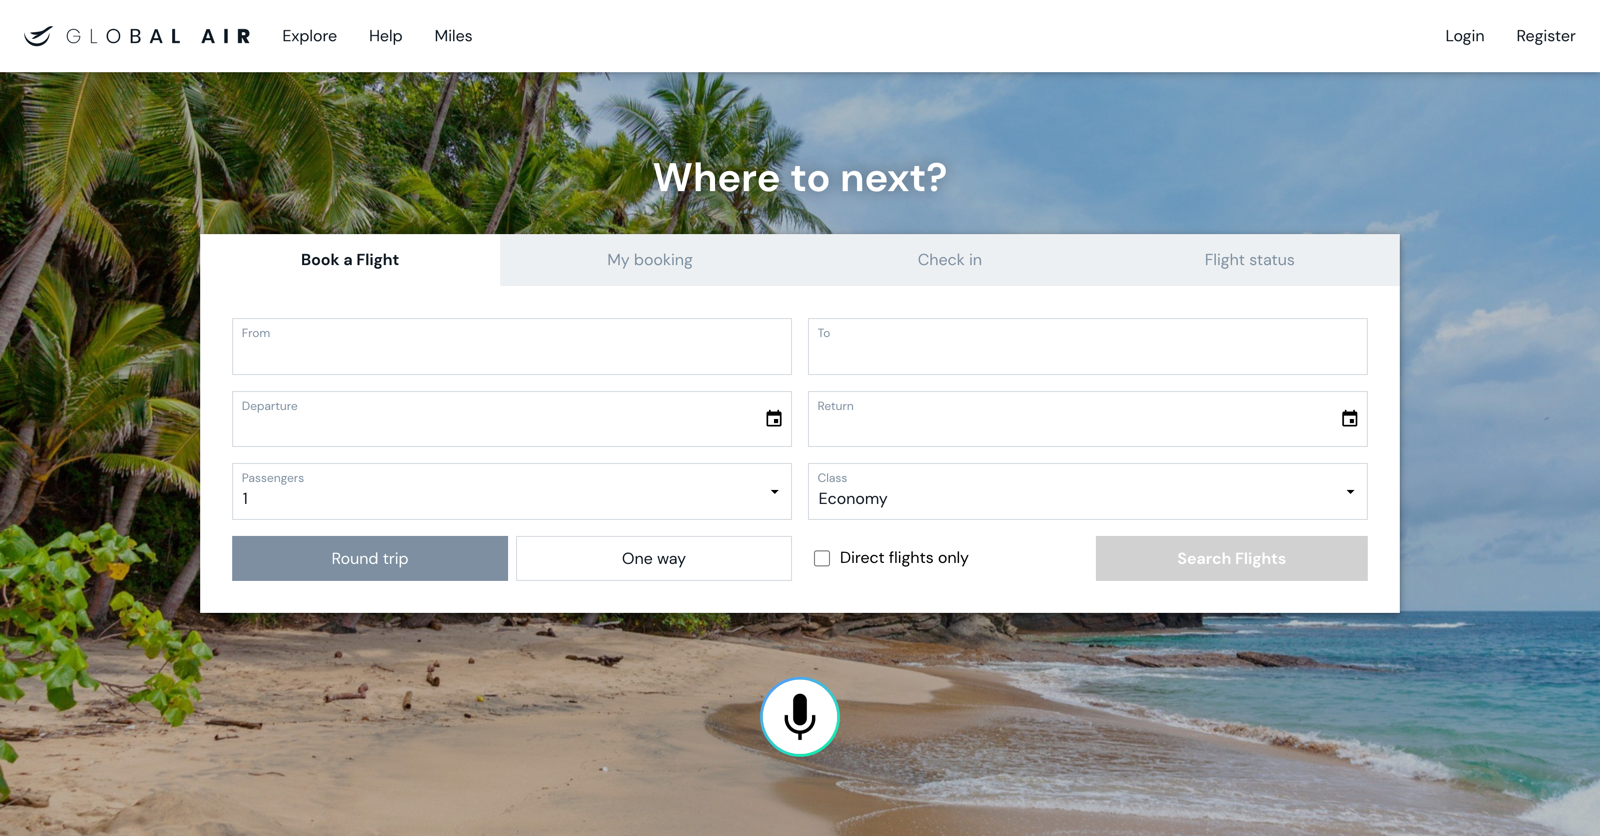 GLOBAL AIR Explore Help Miles Login Register
Where to next?
Book a Flight My booking Check in Flight status
From To
Departure Return
Passengers Class
1 Economy
Round trip One way Direct flights only Search Flights